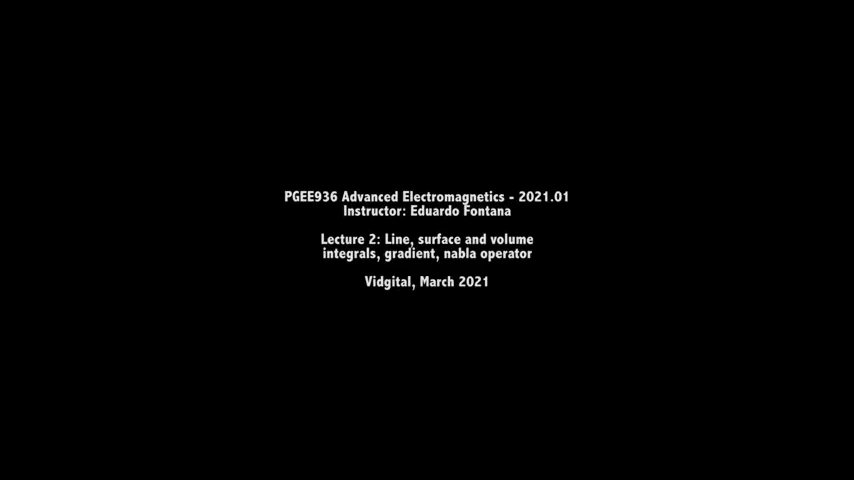 PGEE936 Advanced Electromagnetics - 2021.01
Instructor: Eduardo Fontana
Lecture 2: Line, surface and volume
integrals, gradient, nabla operator
Vidgital, March 2021